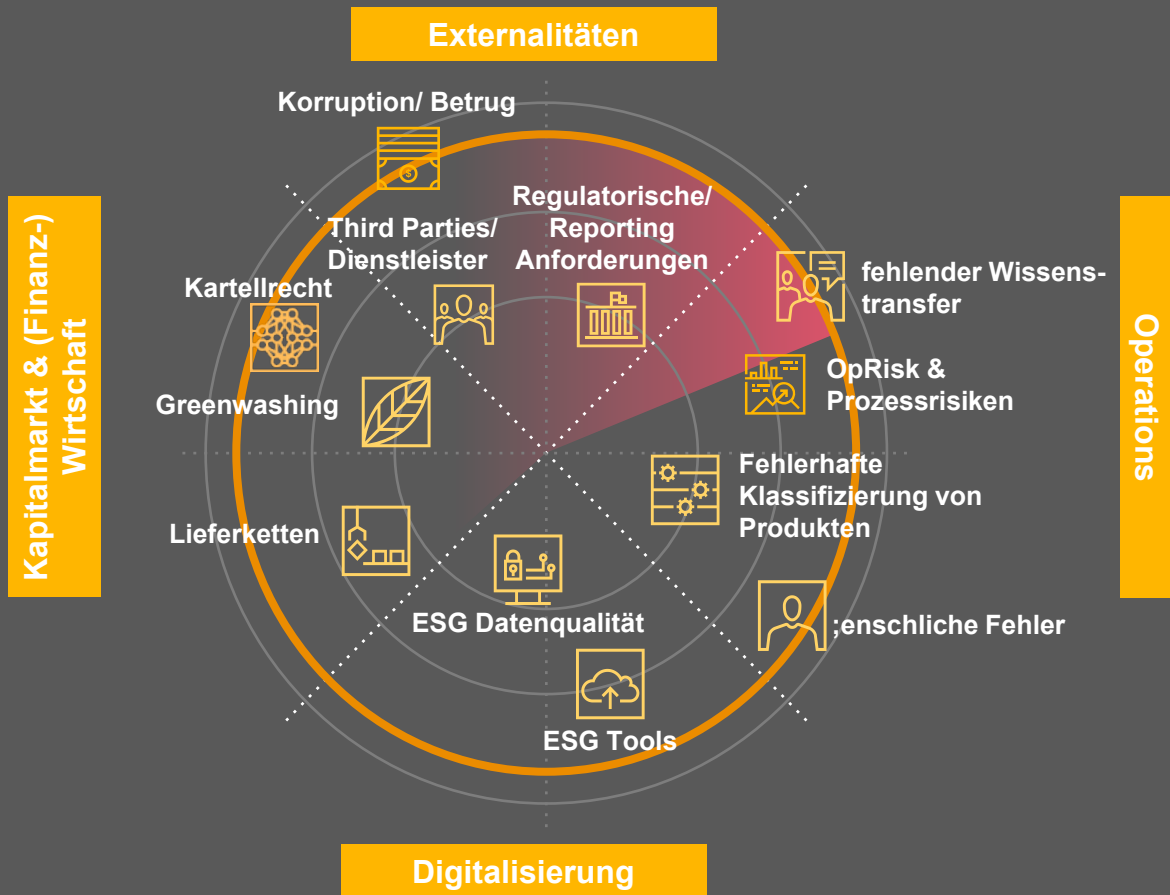 Externalitäten
Korruption/ Betrug
Regulatorische/
Reporting
Anforderungen
Third Parties/
Dienstleister
Kapitalmarkt & (Finanz-)
Wirtschaft
Kartellrecht
fehlender Wissens-
transfer
Operations
OpRisk &
Prozessrisiken
Greenwashing
Fehlerhafte
Klassifizierung von
Produkten
Lieferketten
ESG Datenqualität
;enschliche Fehler
ESG Tools
Digitalisierung